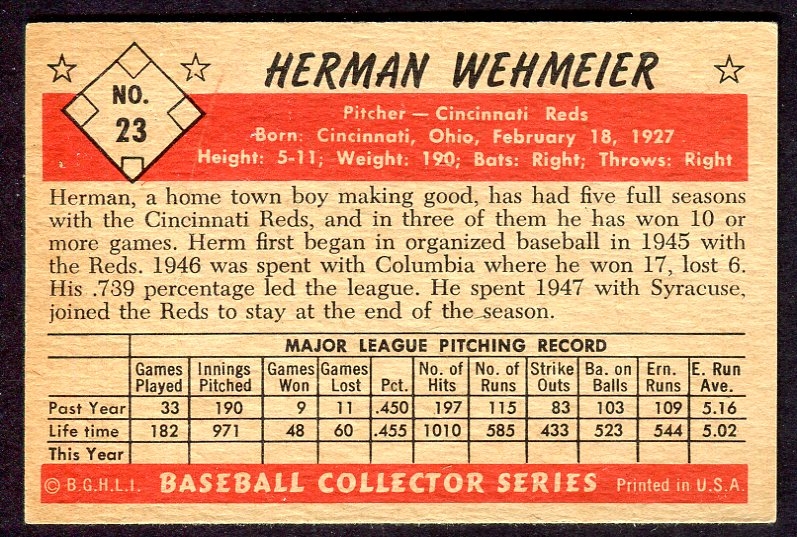 HERMAN WEHMEIER
NO.
23
Pitcher — Cincinnati Reds
Born: Cincinnati, Ohio, February 18, 1927
Height: 5-11; Weight: 190; Bats: Right; Throws: Right
Herman, a home town boy making good, has had five full seasons
with the Cincinnati Reds, and in three of them he has won 10 or
more games. Herm first began in organized baseball in 1945 with
the Reds. 1946 was spent with Columbia where he won 17, lost 6.
His .739 percentage led the league. He spent 1947 with Syracuse,
joined the Reds to stay at the end of the season.
MAJOR LEAGUE PITCHING RECORD
Games Played Innings Pitched Games Won Games Lost Pct. No. of Hits No. of Runs Strike Outs Ba. on Balls Ern. Runs E. Run Ave.
Past Year 33 190 9 11 .450 197 115 83 103 109 5.16
Life time 182 971 48 60 .455 1010 585 433 523 544 5.02
This Year
© B.G.H.L.I. BASEBALL COLLECTOR SERIES Printed in U.S.A.